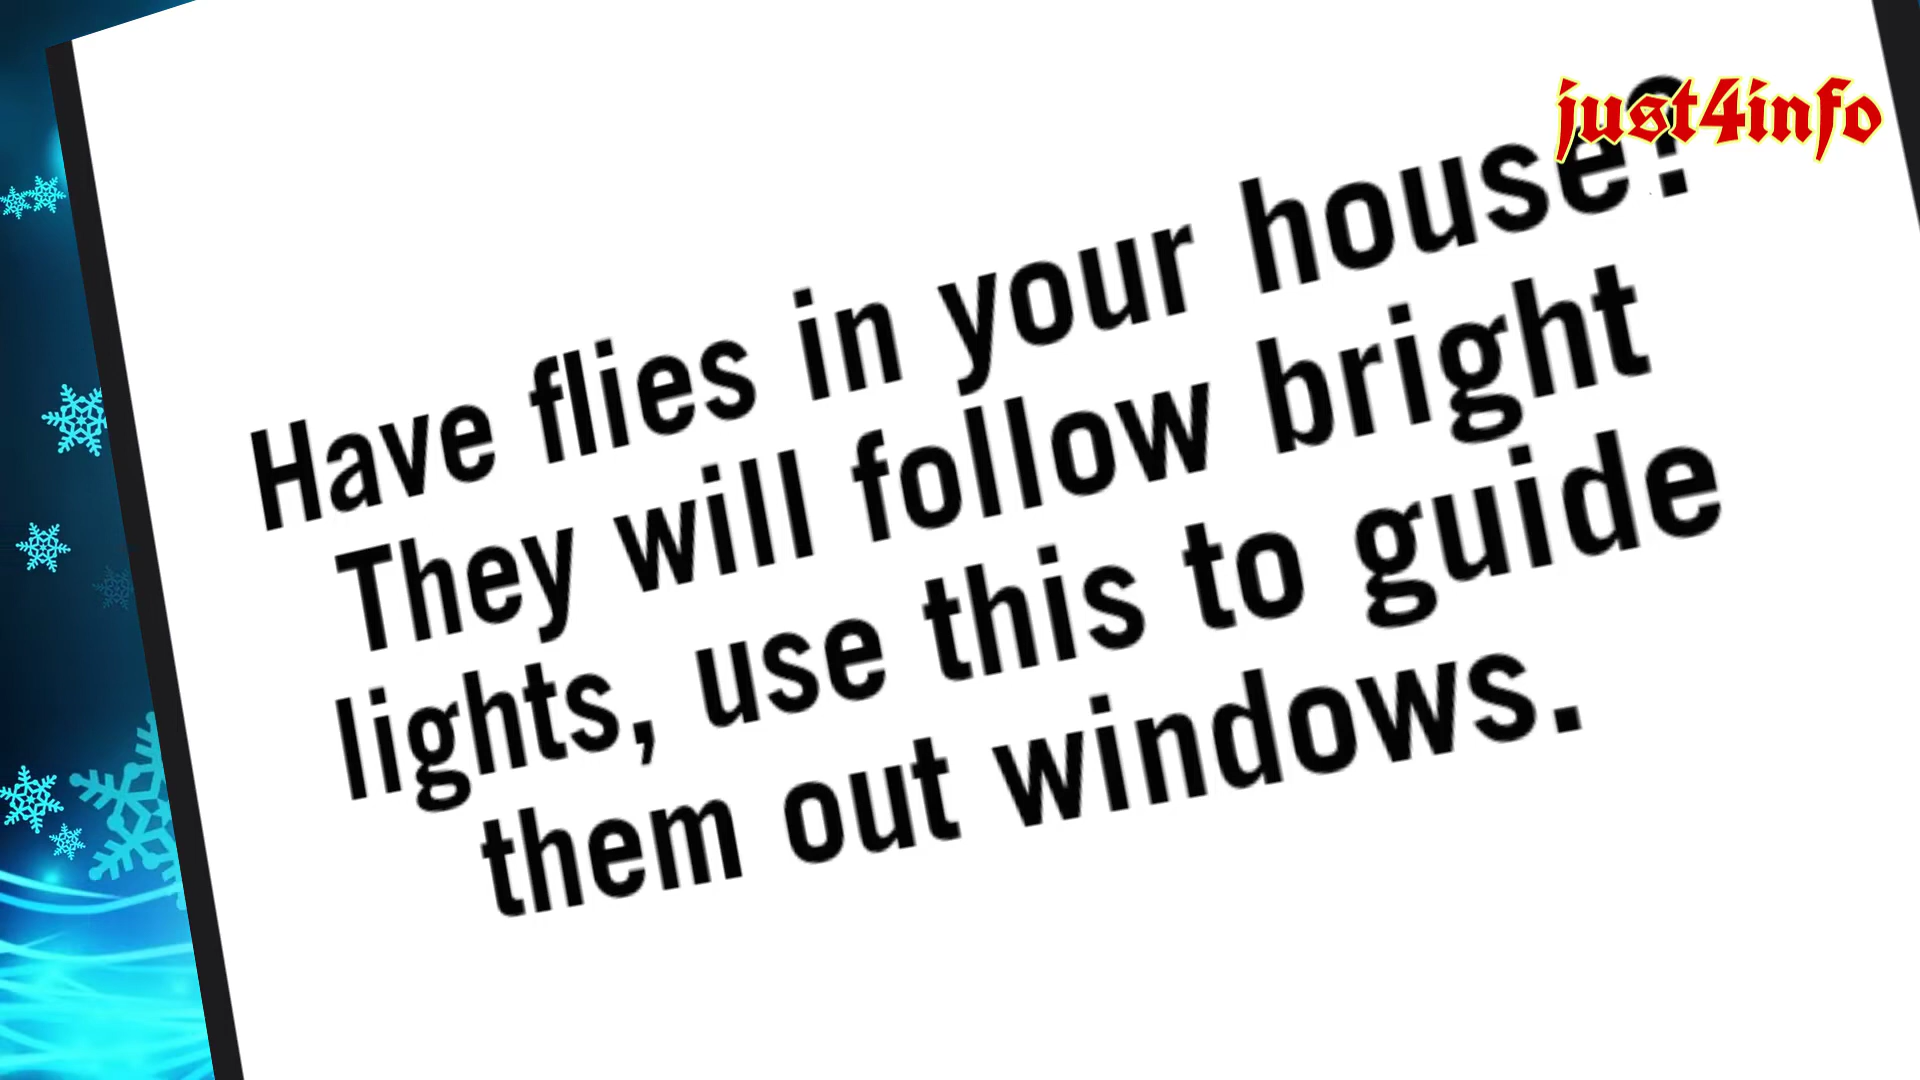 just4info
Have flies in your house?
They will follow bright
lights, use this to guide
them out windows.